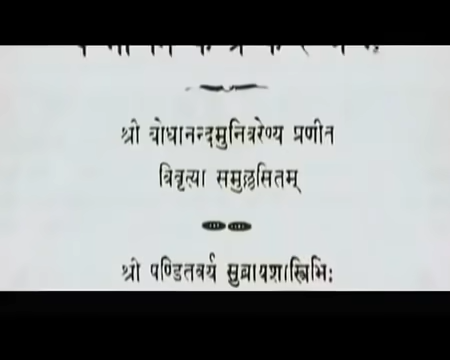 श्री बोधानन्दमुनिवरेण्य प्रणीत
विवृत्या समुल्लसितम्
श्री पण्डितवर्य सुब्रायशास्त्रिभिः